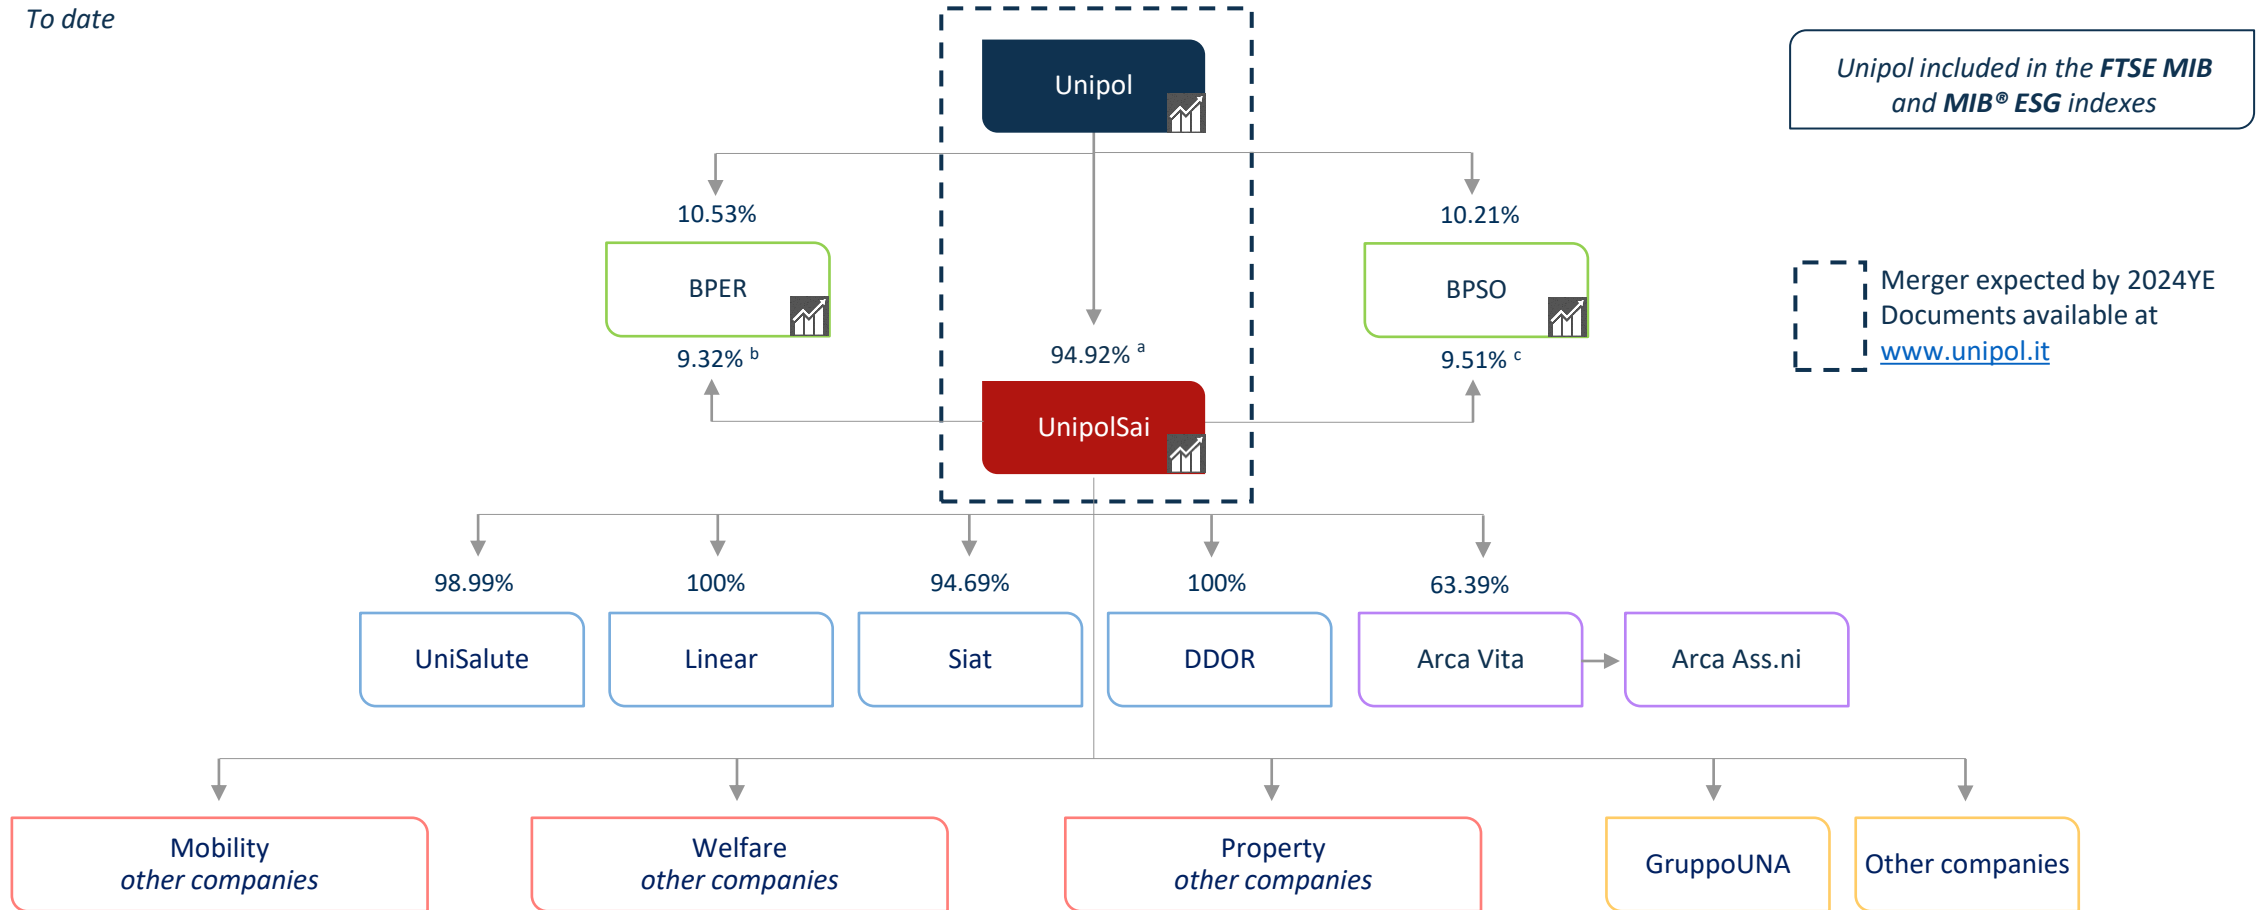 To date
Unipol
Unipol included in the FTSE MIB
and MIB® ESG indexes
10.53%
10.21%
BPER
BPSO
Merger expected by 2024YE
Documents available at
www.unipol.it
9.32% b
94.92% a
9.51% c
UnipolSai
98.99%
100%
94.69%
100%
63.39%
UniSalute
Linear
Siat
DDOR
Arca Vita
Arca Ass.ni
Mobility
other companies
Welfare
other companies
Property
other companies
GruppoUNA
Other companies